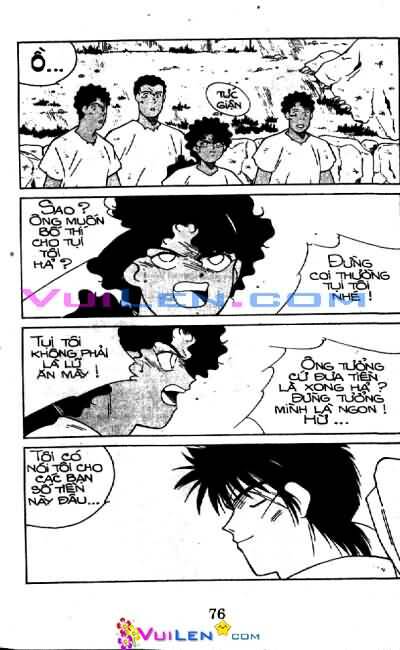 Ồ...
TỨC
GIẬN
SAO?
ÔNG MUỐN
BỐ THÍ
CHO TỤI
TÔI
HẢ?
ĐỪNG
COI THƯỜNG
TỤI TÔI
NHÉ!
VUILEN.COM
TỤI TÔI
KHÔNG PHẢI
LÀ LŨ
ĂN MÀY!
ÔNG TƯỞNG
CỨ ĐƯA TIỀN
LÀ XONG HẢ?
ĐỪNG TƯỞNG
MÌNH LÀ NGON!
HỪ...
TÔI CÓ
NÓI TÔI CHO
CÁC BẠN
SỐ TIỀN
NÀY ĐÂU...
76
VUILEN.COM